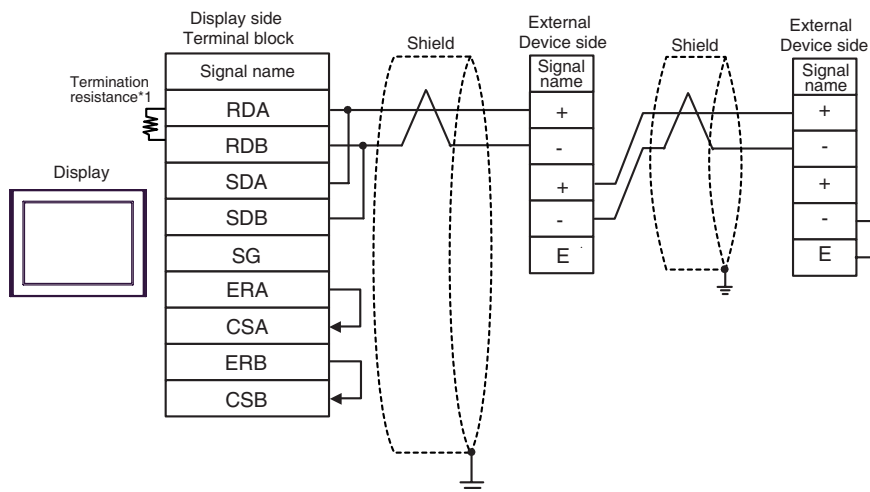 Display side
Terminal block
Signal name
RDA
RDB
SDA
SDB
SG
ERA
CSA
ERB
CSB
Termination
resistance*1
Display
Shield
External
Device side
Signal
name
+
-
+
-
E
Shield
External
Device side
Signal
name
+
-
+
-
E